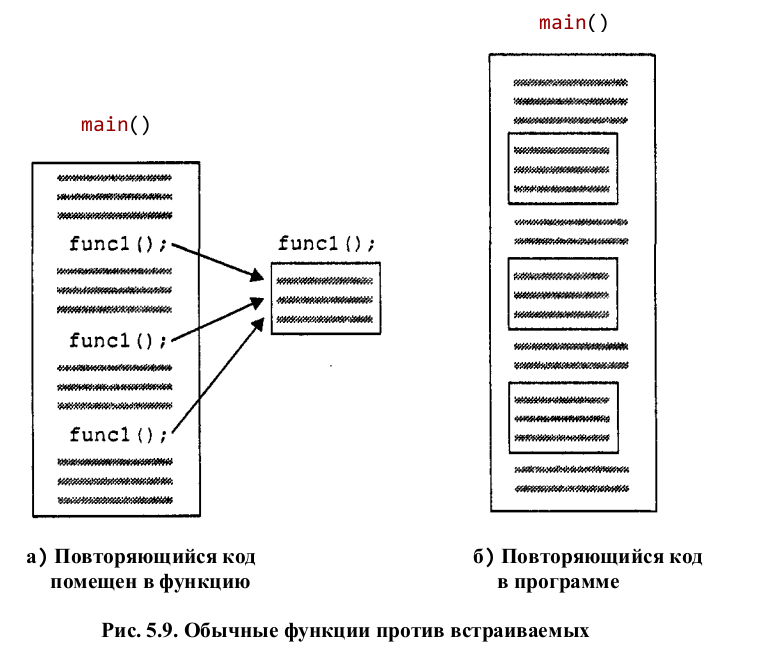 main()
main()
func1();
func1();
func1();
func1();
а) Повторяющийся код
помещен в функцию
б) Повторяющийся код
в программе
Рис. 5.9. Обычные функции против встраиваемых